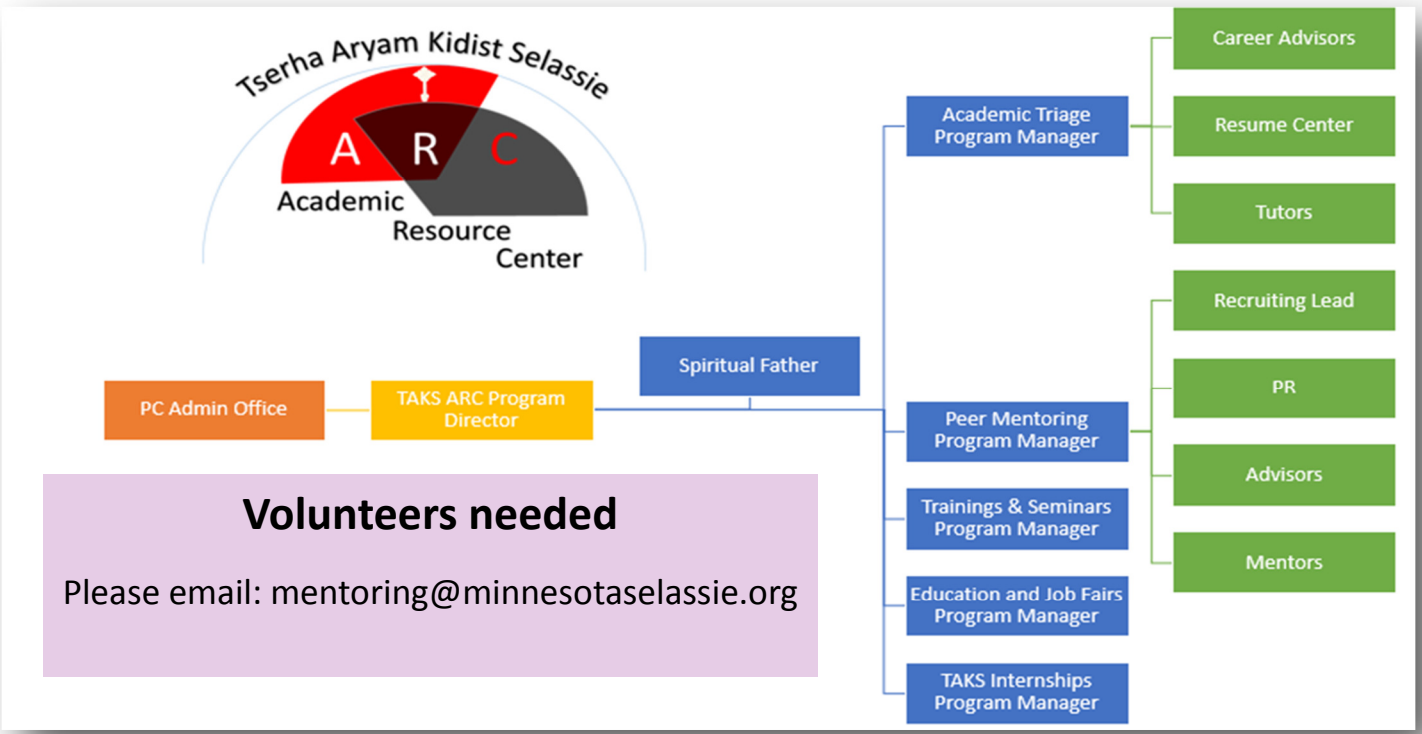 Tserha Aryam Kidist Selassie
A R C
Academic
Resource
Center
PC Admin Office
TAKS ARC Program
Director
Spiritual Father
Academic Triage
Program Manager
Career Advisors
Resume Center
Tutors
Peer Mentoring
Program Manager
Recruiting Lead
PR
Advisors
Mentors
Trainings & Seminars
Program Manager
Education and Job Fairs
Program Manager
TAKS Internships
Program Manager
Volunteers needed
Please email: mentoring@minnesotaselassie.org